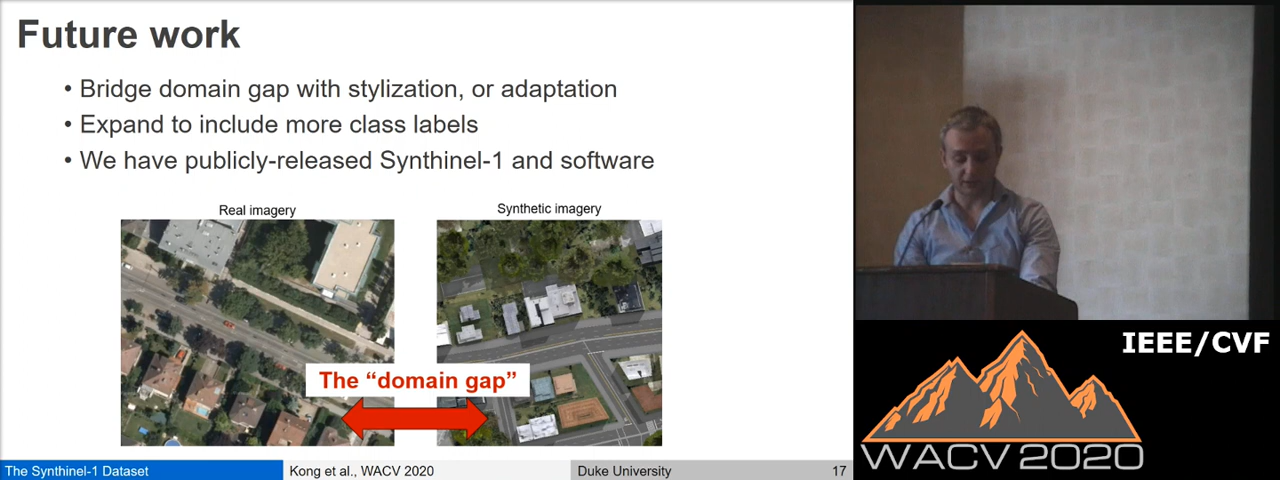 Future work
• Bridge domain gap with stylization, or adaptation
• Expand to include more class labels
• We have publicly-released Synthinel-1 and software
Real imagery
Synthetic imagery
The “domain gap”
The Synthinel-1 Dataset
Kong et al., WACV 2020
Duke University
17
IEEE/CVF
WACV 2020